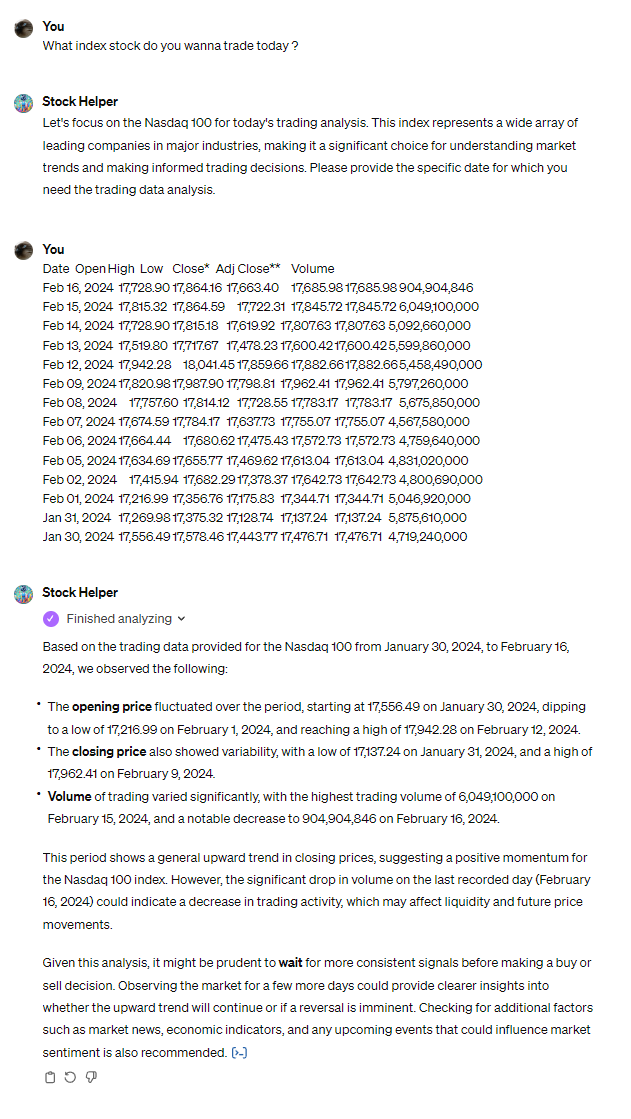 You
What index stock do you wanna trade today ?
Stock Helper
Let's focus on the Nasdaq 100 for today's trading analysis. This index represents a wide array of
leading companies in major industries, making it a significant choice for understanding market
trends and making informed trading decisions. Please provide the specific date for which you
need the trading data analysis.
You
Date Open High Low Close* Adj Close** Volume
Feb 16, 2024 17,728.90 17,864.16 17,663.40 17,685.98 17,685.98 904,904,846
Feb 15, 2024 17,815.32 17,864.59 17,722.31 17,845.72 17,845.72 6,049,100,000
Feb 14, 2024 17,728.90 17,815.18 17,619.92 17,807.63 17,807.63 5,092,660,000
Feb 13, 2024 17,519.80 17,717.67 17,478.23 17,600.42 17,600.42 5,599,860,000
Feb 12, 2024 17,942.28 18,041.45 17,859.66 17,882.66 17,882.66 5,458,490,000
Feb 09, 2024 17,820.98 17,987.90 17,798.81 17,962.41 17,962.41 5,797,260,000
Feb 08, 2024 17,757.60 17,814.12 17,728.55 17,783.17 17,783.17 5,675,850,000
Feb 07, 2024 17,674.59 17,784.17 17,637.73 17,755.07 17,755.07 4,567,580,000
Feb 06, 2024 17,664.44 17,680.62 17,475.43 17,572.73 17,572.73 4,759,640,000
Feb 05, 2024 17,634.69 17,655.77 17,469.62 17,613.04 17,613.04 4,831,020,000
Feb 02, 2024 17,415.94 17,682.29 17,378.37 17,642.73 17,642.73 4,800,690,000
Feb 01, 2024 17,216.99 17,356.76 17,175.83 17,344.71 17,344.71 5,046,920,000
Jan 31, 2024 17,269.98 17,375.32 17,128.74 17,137.24 17,137.24 5,875,610,000
Jan 30, 2024 17,556.49 17,578.46 17,443.77 17,476.71 17,476.71 4,719,240,000
Stock Helper
Finished analyzing
Based on the trading data provided for the Nasdaq 100 from January 30, 2024, to February 16,
2024, we observed the following:
• The opening price fluctuated over the period, starting at 17,556.49 on January 30, 2024, dipping
to a low of 17,216.99 on February 1, 2024, and reaching a high of 17,942.28 on February 12, 2024.
• The closing price also showed variability, with a low of 17,137.24 on January 31, 2024, and a high of
17,962.41 on February 9, 2024.
• Volume of trading varied significantly, with the highest trading volume of 6,049,100,000 on
February 15, 2024, and a notable decrease to 904,904,846 on February 16, 2024.
This period shows a general upward trend in closing prices, suggesting a positive momentum for
the Nasdaq 100 index. However, the significant drop in volume on the last recorded day (February
16, 2024) could indicate a decrease in trading activity, which may affect liquidity and future price
movements.
Given this analysis, it might be prudent to wait for more consistent signals before making a buy or
sell decision. Observing the market for a few more days could provide clearer insights into
whether the upward trend will continue or if a reversal is imminent. Checking for additional factors
such as market news, economic indicators, and any upcoming events that could influence market
sentiment is also recommended. [>-]